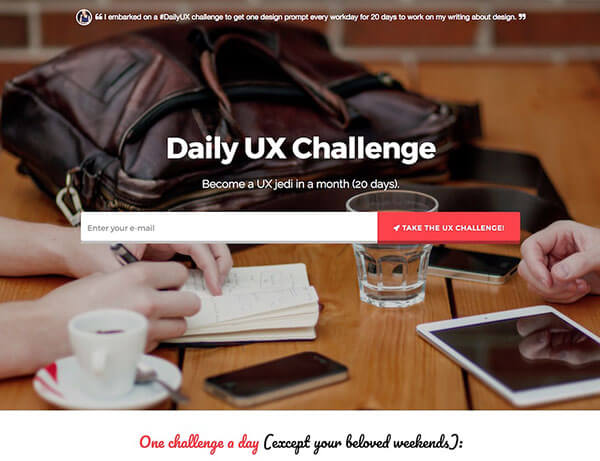 ❝ I embarked on a #DailyUX challenge to get one design prompt every workday for 20 days to work on my writing about design. ❞
Daily UX Challenge
Become a UX jedi in a month (20 days).
Enter your e-mail
TAKE THE UX CHALLENGE!
One challenge a day (except your beloved weekends):